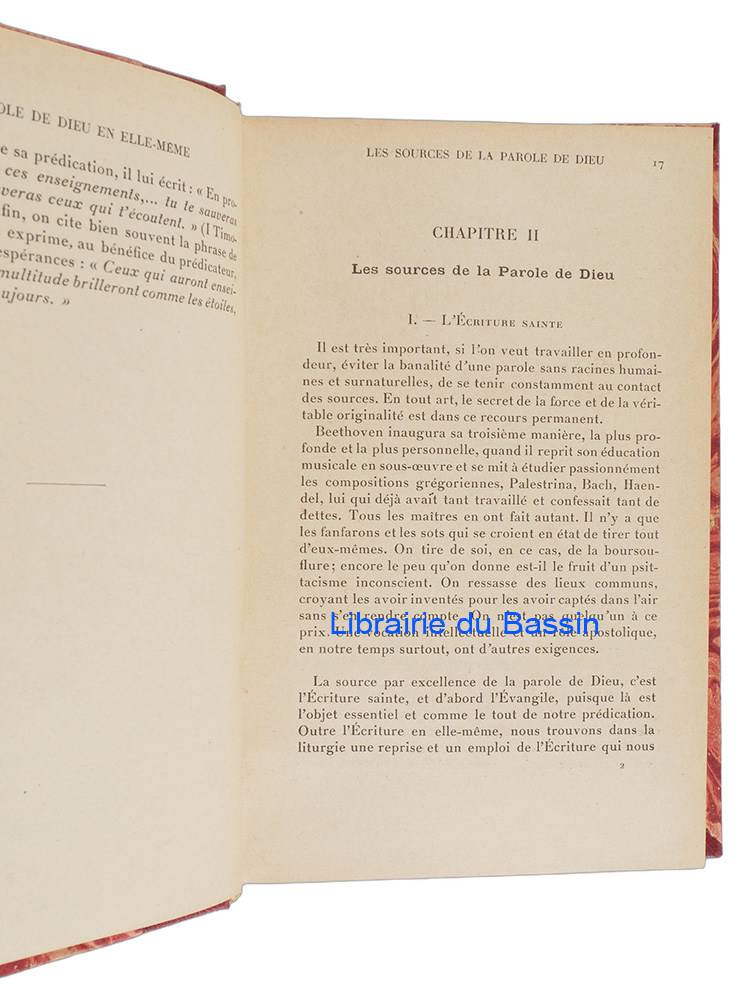 OLE DE DIEU EN ELLE-MÊME
e sa prédication, il lui écrit : « En pro-
ces enseignements,... tu te sauveras
veras ceux qui t'écoutent. » (I Timo-
fin, on cite bien souvent la phrase de
exprime, au bénéfice du prédicateur,
espérances : « Ceux qui auront ensei-
multitude brilleront comme les étoiles,
ujours. »
LES SOURCES DE LA PAROLE DE DIEU 17
CHAPITRE II
Les sources de la Parole de Dieu
I. — L'ÉCRITURE SAINTE
Il est très important, si l'on veut travailler en profon-
deur, éviter la banalité d'une parole sans racines humai-
nes et surnaturelles, de se tenir constamment au contact
des sources. En tout art, le secret de la force et de la véri-
table originalité est dans ce recours permanent.
Beethoven inaugura sa troisième manière, la plus pro-
fonde et la plus personnelle, quand il reprit son éducation
musicale en sous-œuvre et se mit à étudier passionnément
les compositions grégoriennes, Palestrina, Bach, Haen-
del, lui qui déjà avait tant travaillé et confessait tant de
dettes. Tous les maîtres en ont fait autant. Il n'y a que
les fanfarons et les sots qui se croient en état de tirer tout
d'eux-mêmes. On tire de soi, en ce cas, de la boursou-
flure ; encore le peu qu'on donne est-il le fruit d'un psit-
tacisme inconscient. On ressasse des lieux communs,
croyant les avoir inventés pour les avoir captés dans l'air
sans s'en rendre compte. On n'est pas quelqu'un à ce
prix. Une vocation intellectuelle et un rôle apostolique,
en notre temps surtout, ont d'autres exigences.
Librairie du Bassin
La source par excellence de la parole de Dieu, c'est
l'Écriture sainte, et d'abord l'Évangile, puisque là est
l'objet essentiel et comme le tout de notre prédication.
Outre l'Écriture en elle-même, nous trouvons dans la
liturgie une reprise et un emploi de l'Écriture qui nous
2